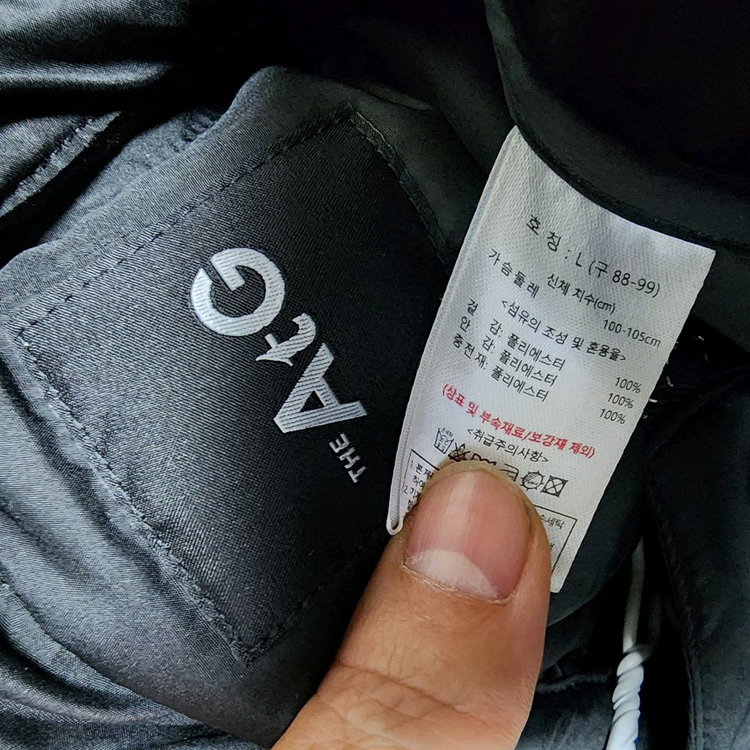 THE
AtG
호 칭 : L (구 88-99)
신체 치수(cm)
가슴둘레 100-105cm
<섬유의 조성 및 혼용율>
겉 감: 폴리에스터 100%
안 감: 폴리에스터 100%
충전재: 폴리에스터 100%
(상표 및 부속재료/보강재 제외)
<취급주의사항>